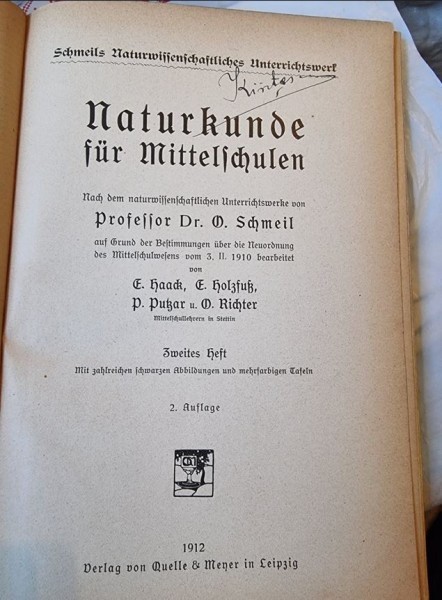 Schmeils Naturwissenschaftliches Unterrichtswerk
Naturkunde
für Mittelschulen
Nach dem naturwissenschaftlichen Unterrichtswerke von
Professor Dr. O. Schmeil
auf Grund der Bestimmungen über die Neuordnung
des Mittelschulwesens vom 3. II. 1910 bearbeitet
von
E. Haack, E. Holzfuß,
P. Putzar u. O. Richter
Mittelschullehrern in Stettin
Zweites Heft
Mit zahlreichen schwarzen Abbildungen und mehrfarbigen Tafeln
2. Auflage
1912
Verlag von Quelle & Meyer in Leipzig